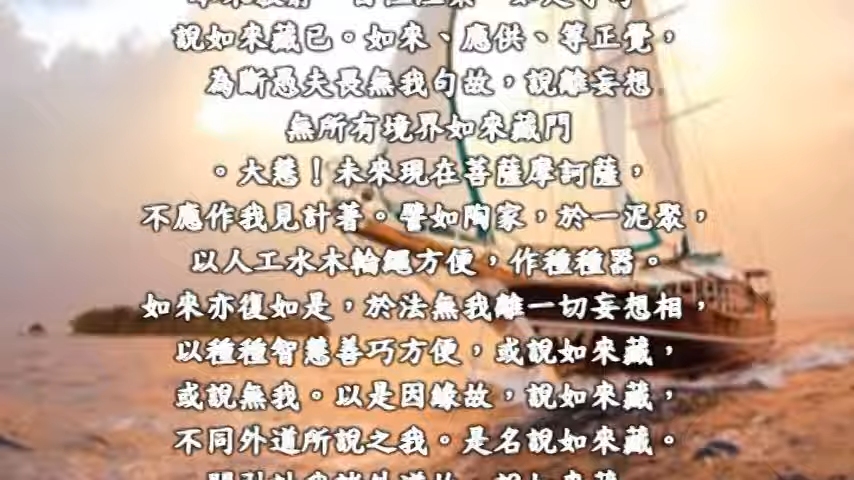 說如來藏已。如來、應供、等正覺，
為斷愚夫畏無我句故，說離妄想
無所有境界如來藏門
。大慧！未來現在菩薩摩訶薩，
不應作我見計著。譬如陶家，於一泥聚，
以人工水木輪繩方便，作種種器。
如來亦復如是，於法無我離一切妄想相，
以種種智慧善巧方便，或說如來藏，
或說無我。以是因緣故，說如來藏，
不同外道所說之我。是名說如來藏。